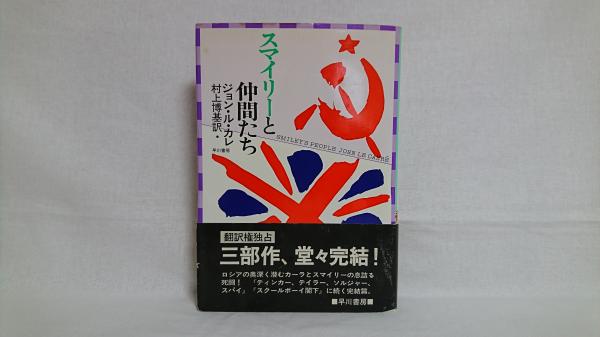 スマイリーと
仲間たち
ジョン・ル・カレ
村上博基訳・
早川書房
SMILEY'S PEOPLE JOHN LE CARRÉ
翻訳権独占
三部作、堂々完結!
ロシアの奥深く潜むカーラとスマイリーの息詰る
死闘! 『ティンカー、テイラー、ソルジャー、
スパイ』『スクールボーイ閣下』に続く完結篇。
■早川書房■